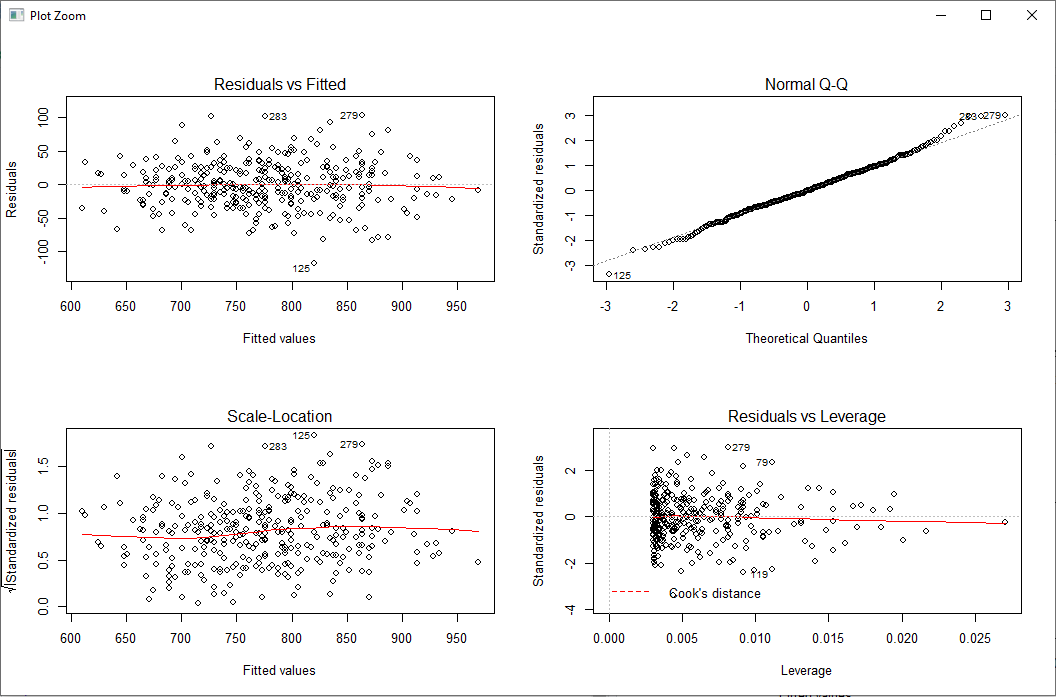 Plot Zoom
Residuals vs Fitted
Residuals
-100 -50 0 50 100
283
279
125
600 650 700 750 800 850 900 950
Fitted values
Normal Q-Q
Standardized residuals
-3 -2 -1 0 1 2 3
283
279
125
-3 -2 -1 0 1 2 3
Theoretical Quantiles
Scale-Location
√|Standardized residuals|
0.0 0.5 1.0 1.5
125
283
279
600 650 700 750 800 850 900 950
Fitted values
Residuals vs Leverage
Standardized residuals
-4 -2 0 2
279
79
119
Cook's distance
0.000 0.005 0.010 0.015 0.020 0.025
Leverage